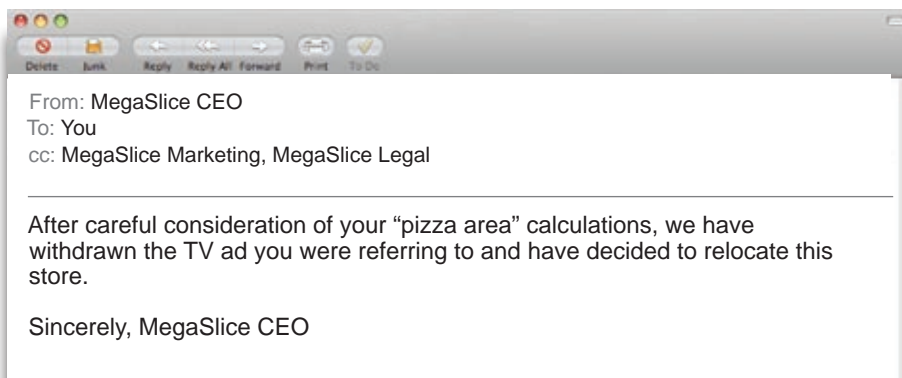 Delete Junk Reply Reply All Forward Print To Do
From: MegaSlice CEO
To: You
cc: MegaSlice Marketing, MegaSlice Legal
After careful consideration of your “pizza area” calculations, we have
withdrawn the TV ad you were referring to and have decided to relocate this
store.
Sincerely, MegaSlice CEO